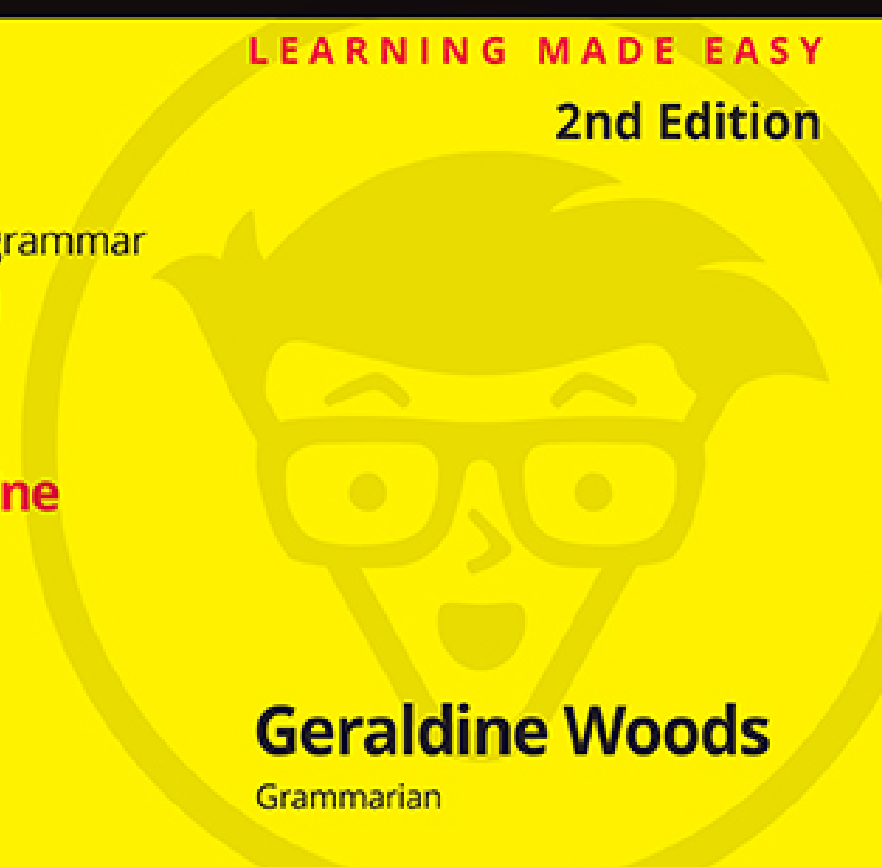 LEARNING MADE EASY
2nd Edition
grammar
ne
Geraldine Woods
Grammarian